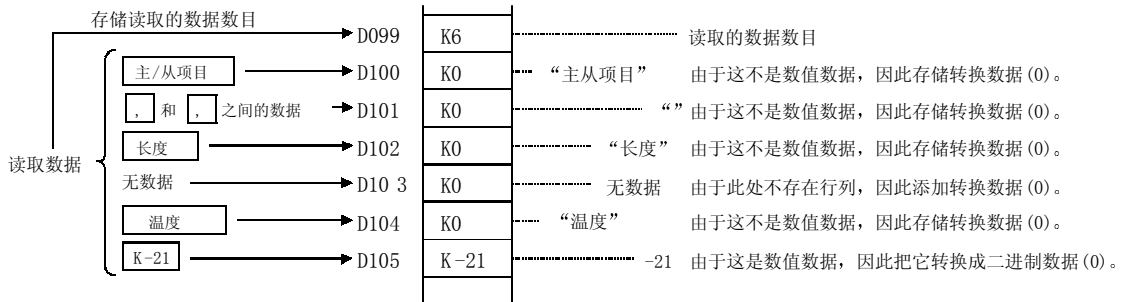 存储读取的数据数目
D099 K6 读取的数据数目
主/从项目 D100 K0 “主从项目” 由于这不是数值数据，因此存储转换数据(0)。
, 和 , 之间的数据 D101 K0 “” 由于这不是数值数据，因此存储转换数据(0)。
长度 D102 K0 “长度” 由于这不是数值数据，因此存储转换数据(0)。
读取数据
无数据 D10 3 K0 无数据 由于此处不存在行列，因此添加转换数据(0)。
温度 D104 K0 “温度” 由于这不是数值数据，因此存储转换数据(0)。
K-21 D105 K-21 -21 由于这是数值数据，因此把它转换成二进制数据(0)。